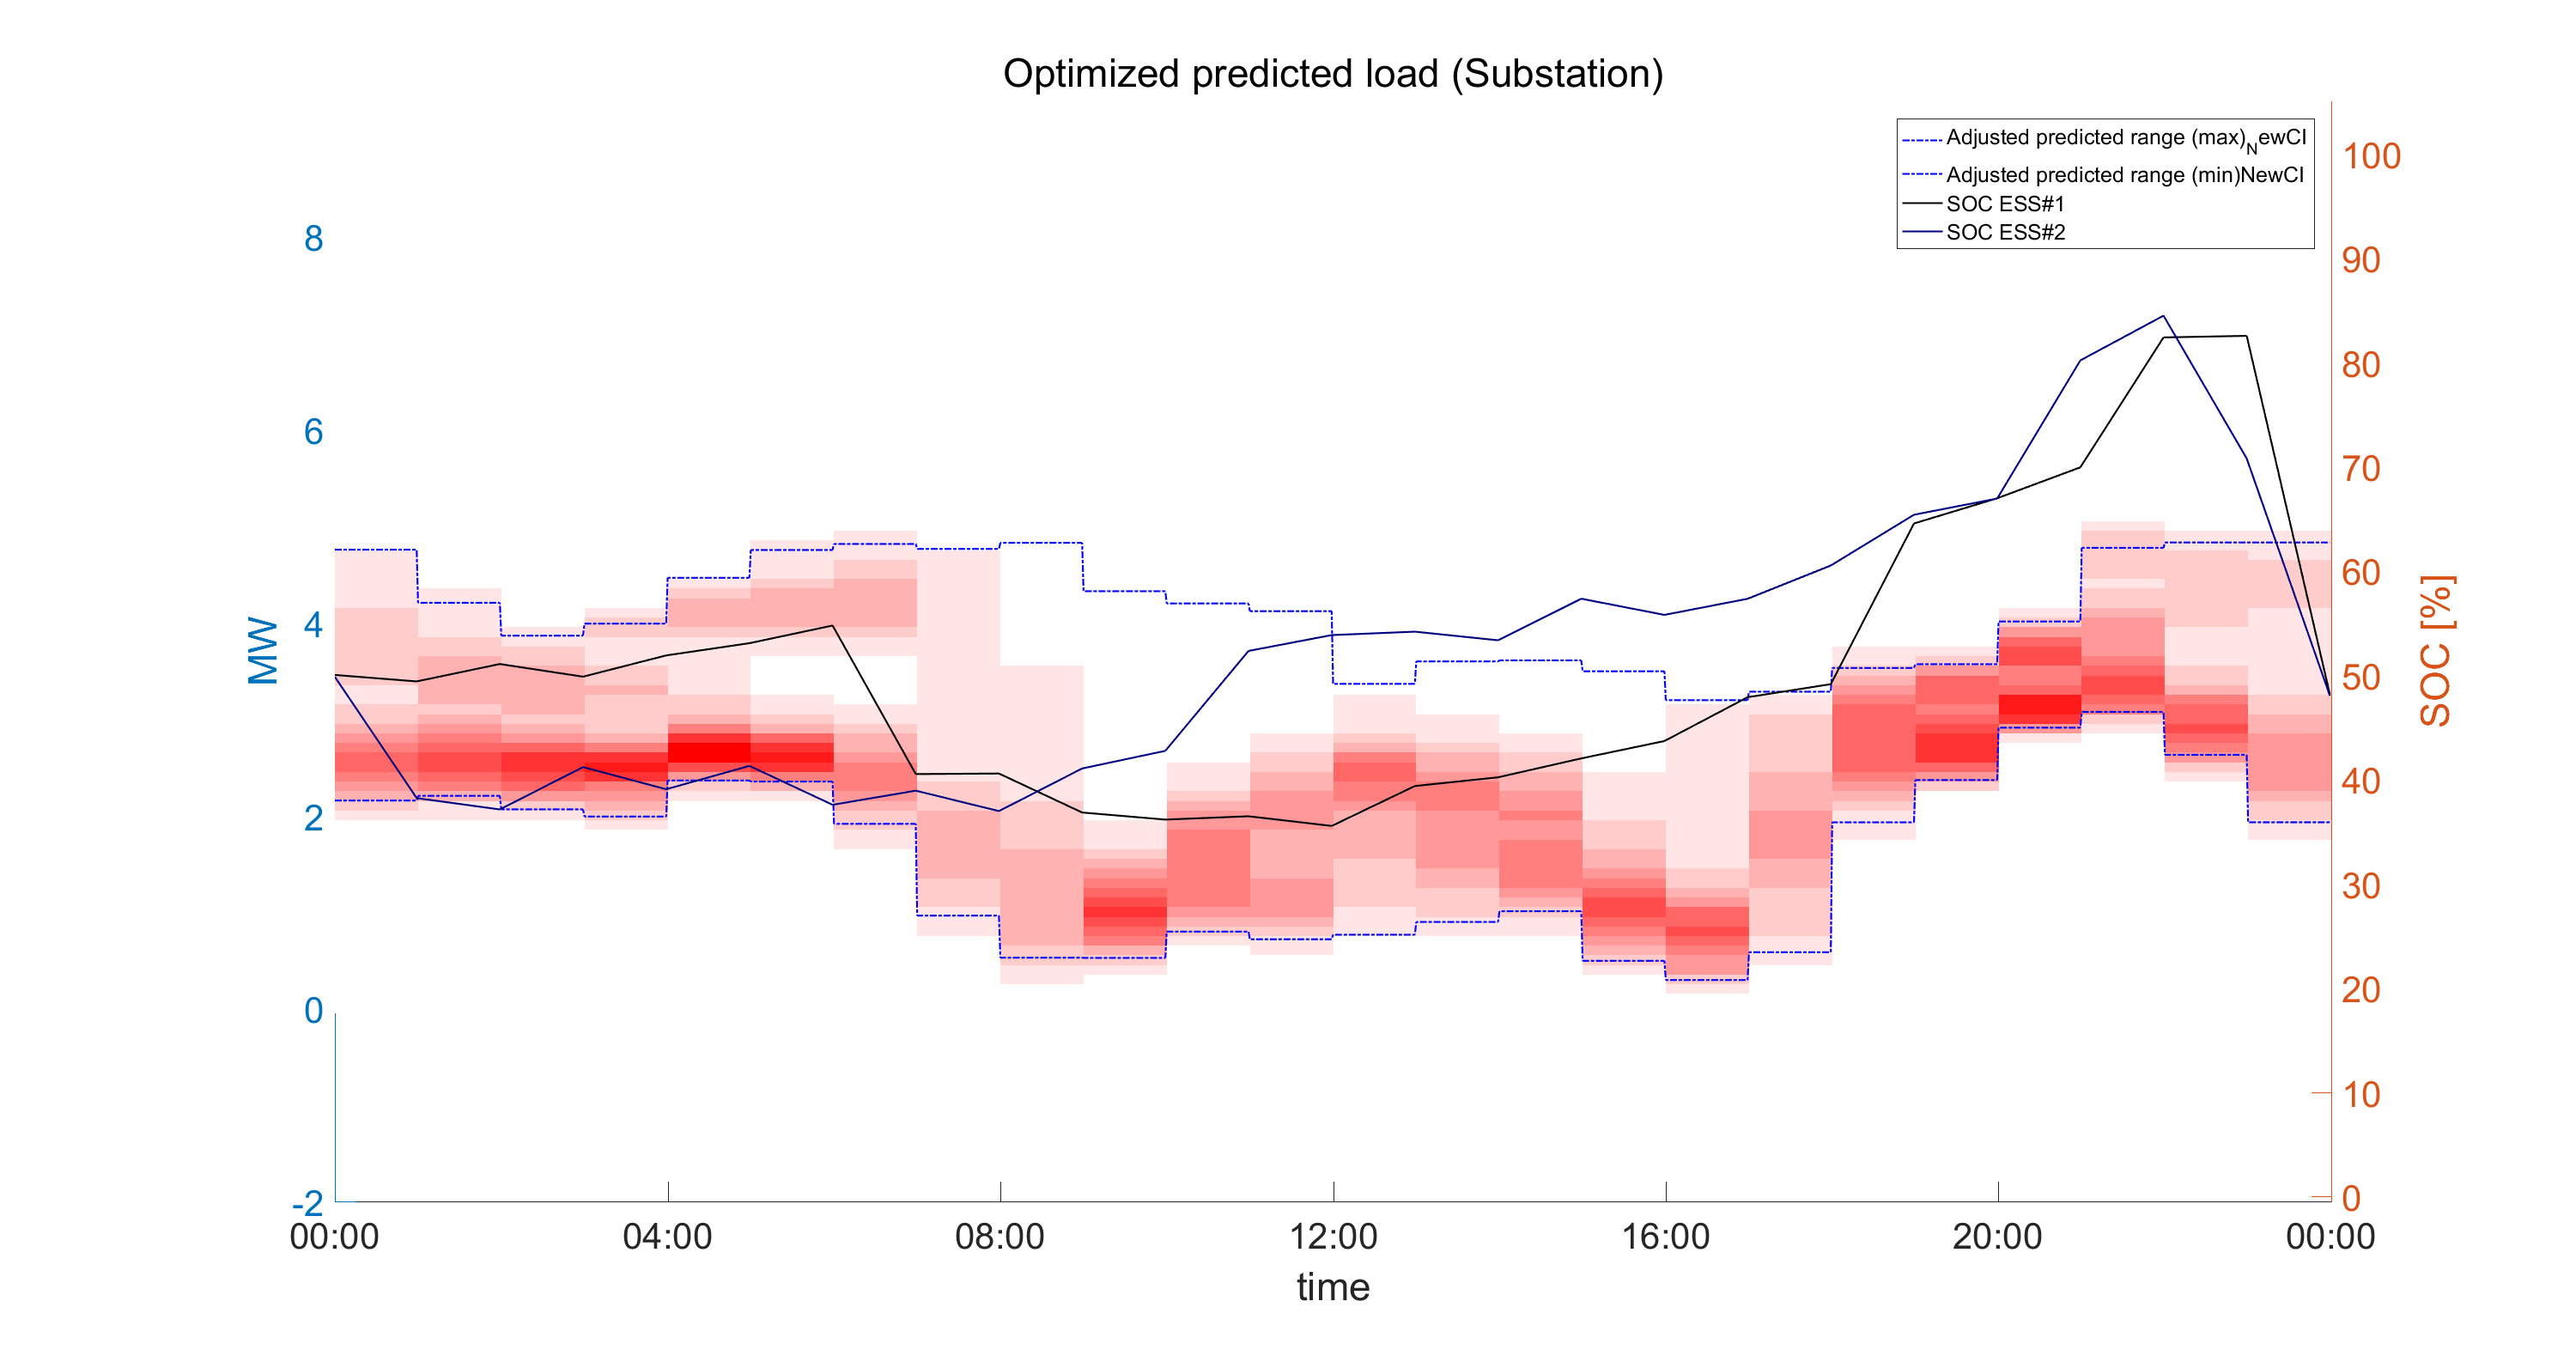 Optimized predicted load (Substation)
Adjusted predicted range (max)NewCI
Adjusted predicted range (min)NewCI
SOC ESS#1
SOC ESS#2
8
6
4
2
0
-2
MW
100
90
80
70
60
50
40
30
20
10
0
SOC [%]
00:00 04:00 08:00 12:00 16:00 20:00 00:00
time